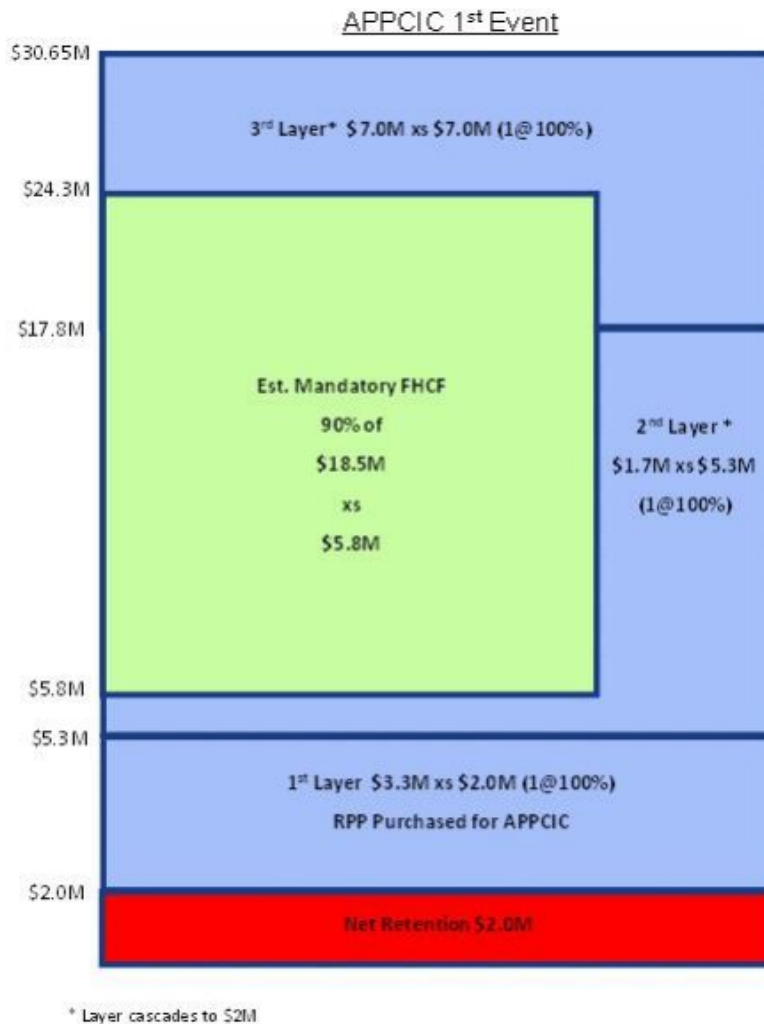 APPCIC 1st Event
$30.65M
3rd Layer* $7.0M xs $7.0M (1@100%)
$24.3M
$17.8M
Est. Mandatory FHCF
90% of
$18.5M
xs
$5.8M
2nd Layer *
$1.7M xs $5.3M
(1@100%)
$5.8M
$5.3M
1st Layer $3.3M xs $2.0M (1@100%)
RPP Purchased for APPCIC
$2.0M
Net Retention $2.0M
* Layer cascades to $2M